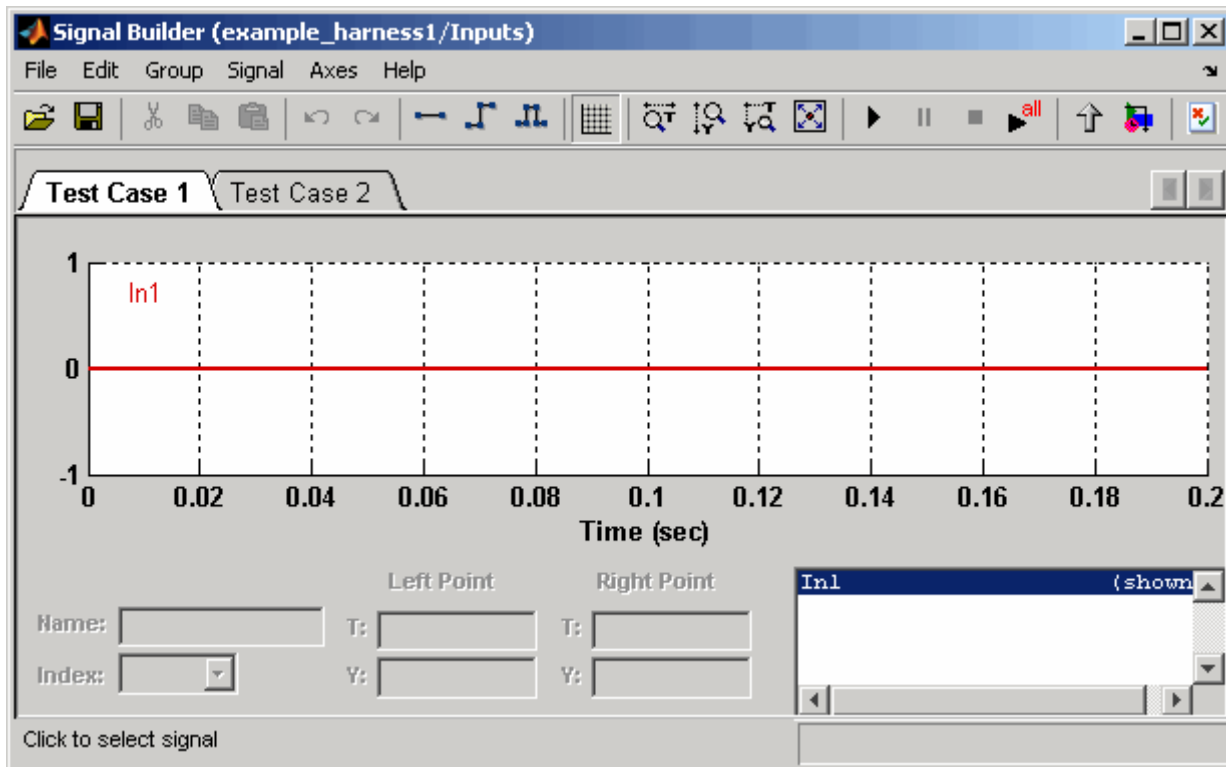 Signal Builder (example_harness1/Inputs)
File Edit Group Signal Axes Help
all
Test Case 1 Test Case 2
1
In1
0
-1
0 0.02 0.04 0.06 0.08 0.1 0.12 0.14 0.16 0.18 0.2
Time (sec)
Left Point Right Point
In1 (shown
Name: T: T:
Index: Y: Y:
Click to select signal